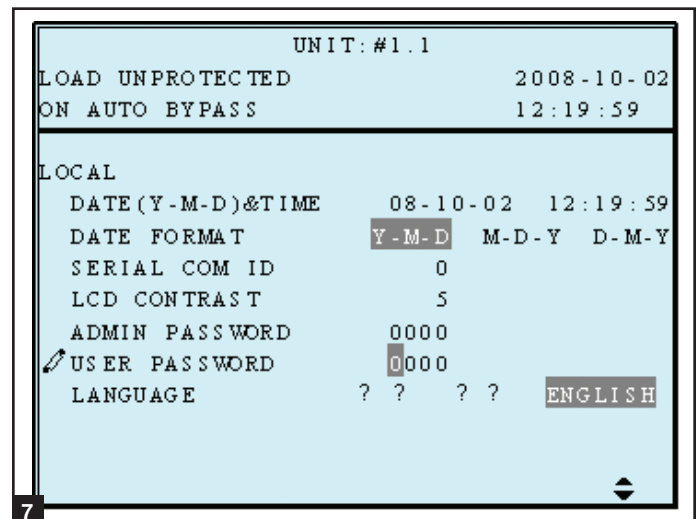 UNIT:#1.1
LOAD UNPROTECTED 2008-10-02
ON AUTO BYPASS 12:19:59
LOCAL
DATE(Y-M-D)&TIME 08-10-02 12:19:59
DATE FORMAT Y-M-D M-D-Y D-M-Y
SERIAL COM ID 0
LCD CONTRAST 5
ADMIN PASSWORD 0000
USER PASSWORD 0000
LANGUAGE ? ? ? ? ENGLISH
7